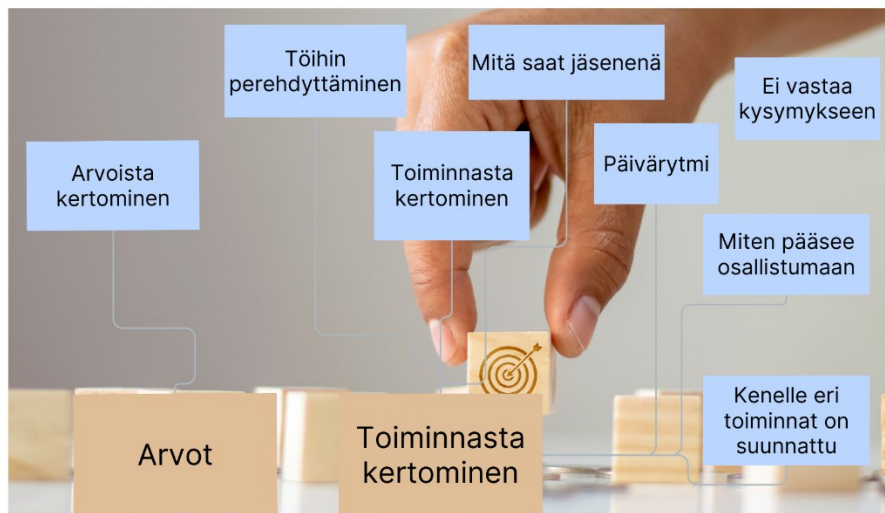 Töihin
perehdyttäminen
Mitä saat jäsenenä
Ei vastaa
kysymykseen
Arvoista
kertominen
Toiminnasta
kertominen
Päivärytmi
Miten pääsee
osallistumaan
Kenelle eri
toiminnat on
suunnattu
Arvot
Toiminnasta
kertominen